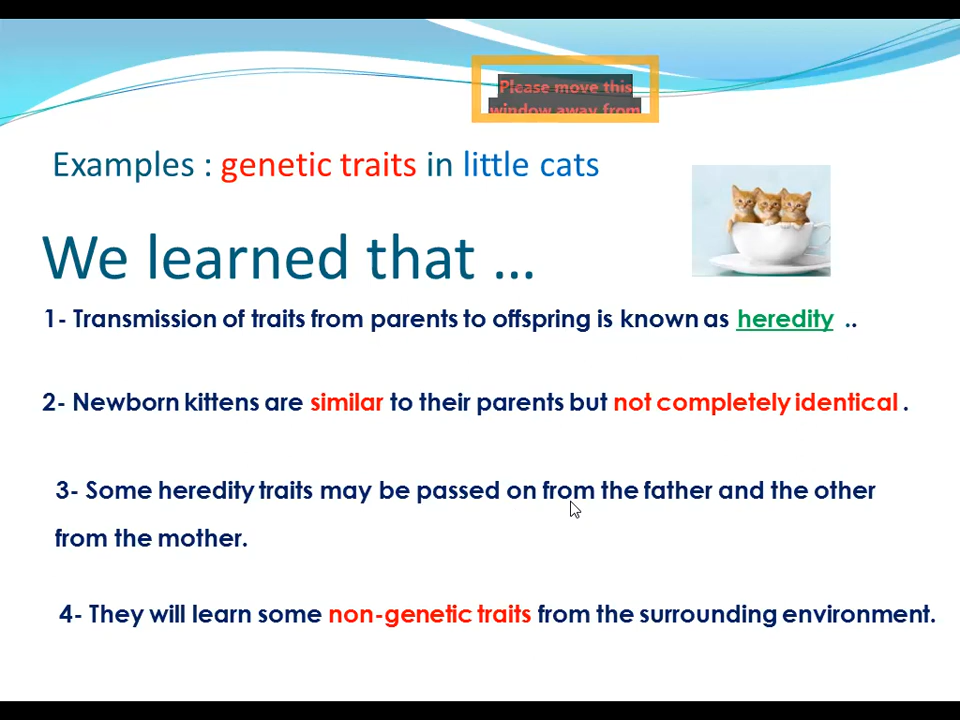 Please move this
window away from
Examples : genetic traits in little cats
We learned that ...
1- Transmission of traits from parents to offspring is known as heredity ..
2- Newborn kittens are similar to their parents but not completely identical .
3- Some heredity traits may be passed on from the father and the other
from the mother.
4- They will learn some non-genetic traits from the surrounding environment.